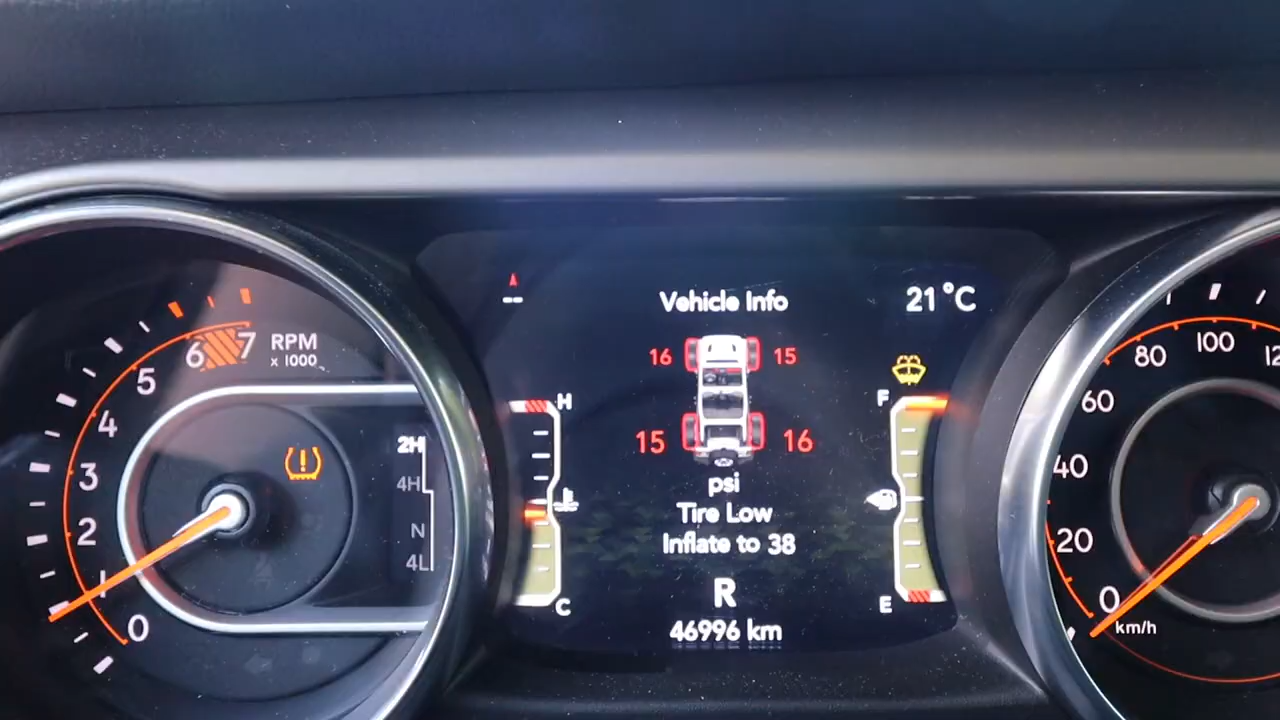 Vehicle Info
21°C
16 15
15 16
psi
Tire Low
Inflate to 38
R
46996 km
H
C
F
E
RPM
x 1000
7
6
5
4
3
2
1
0
2H
4H
N
4L
100
80
12
60
40
20
0
km/h